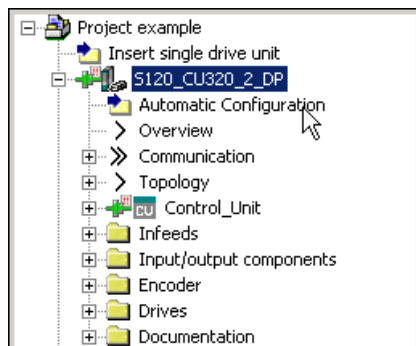 Project example
Insert single drive unit
S120_CU320_2_DP
Automatic Configuration
Overview
Communication
Topology
CU Control_Unit
Infeeds
Input/output components
Encoder
Drives
Documentation